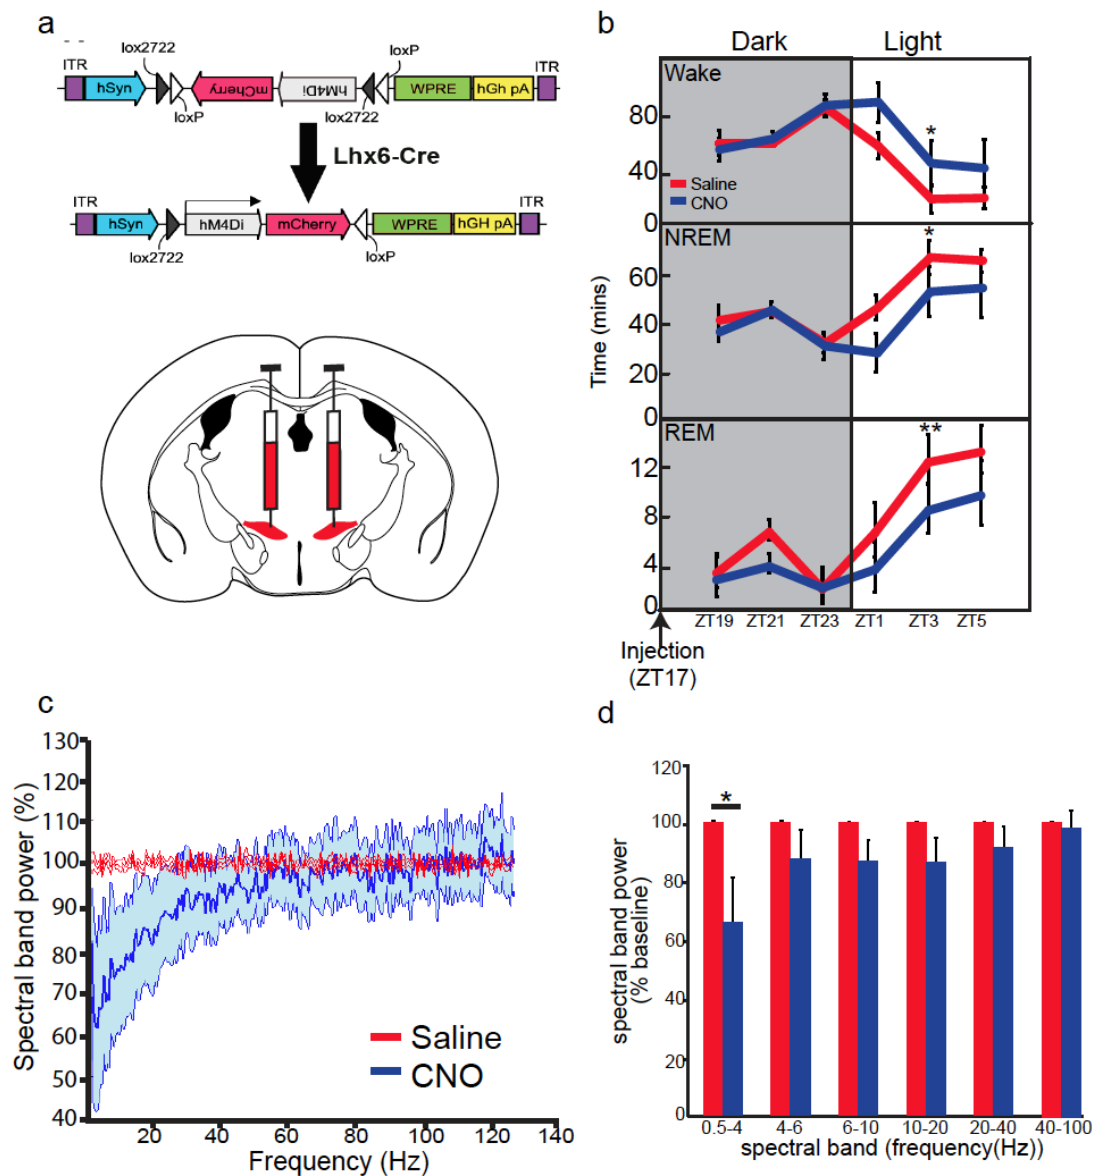 a
lox2722
loxP
ITR
hSyn
mCherry
hM4Di
WPRE
hGh pA
ITR
loxP
lox2722
Lhx6-Cre
ITR
hSyn
hM4Di
mCherry
WPRE
hGH pA
ITR
lox2722
loxP
b
Dark
Light
Wake
80
40
0
*
Saline
CNO
NREM
60
40
20
0
*
Time (mins)
REM
12
8
4
0
**
ZT19
ZT21
ZT23
ZT1
ZT3
ZT5
Injection
(ZT17)
c
130
120
110
100
90
80
70
60
50
40
Spectral band power (%)
Saline
CNO
20
40
60
80
100
120
140
Frequency (Hz)
d
120
100
80
60
40
20
0
spectral band power
(% baseline)
*
0.5-4
4-6
6-10
10-20
20-40
40-100
spectral band (frequency(Hz))